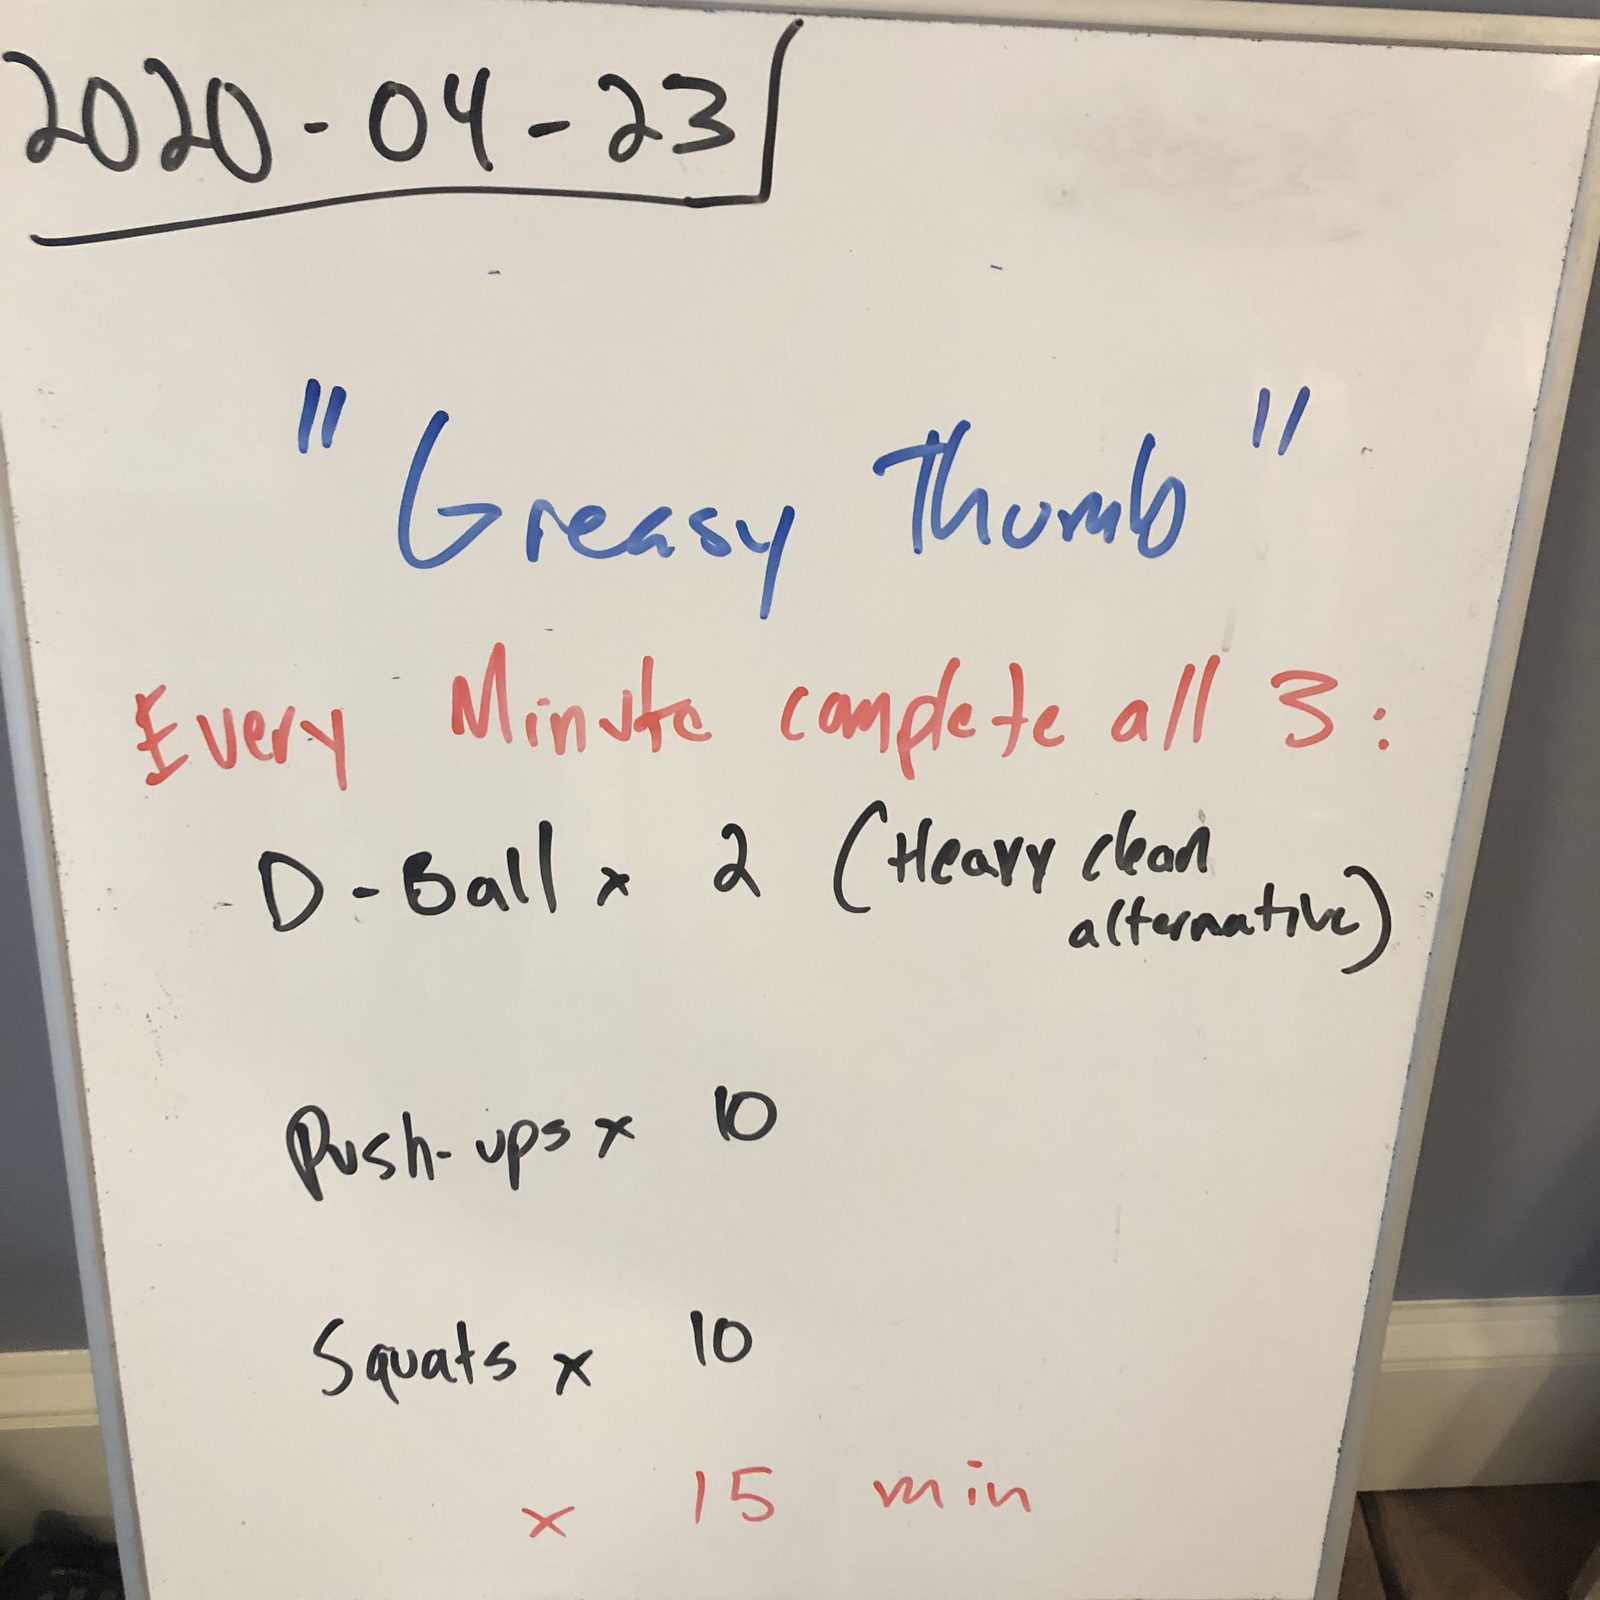 2020-04-23
"Greasy Thumb"
Every Minute complete all 3:
D-Ball x 2 (Heavy clean
alternative)
Push-ups x 10
Squats x 10
x 15 min